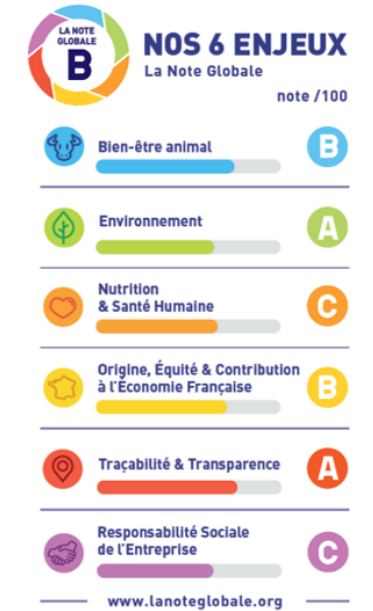 LA NOTE
GLOBALE
B
NOS 6 ENJEUX
La Note Globale
note /100
Bien-être animal
B
Environnement
A
Nutrition
& Santé Humaine
C
Origine, Équité & Contribution
à l'Économie Française
B
Traçabilité & Transparence
A
Responsabilité Sociale
de l'Entreprise
C
www.lanoteglobale.org